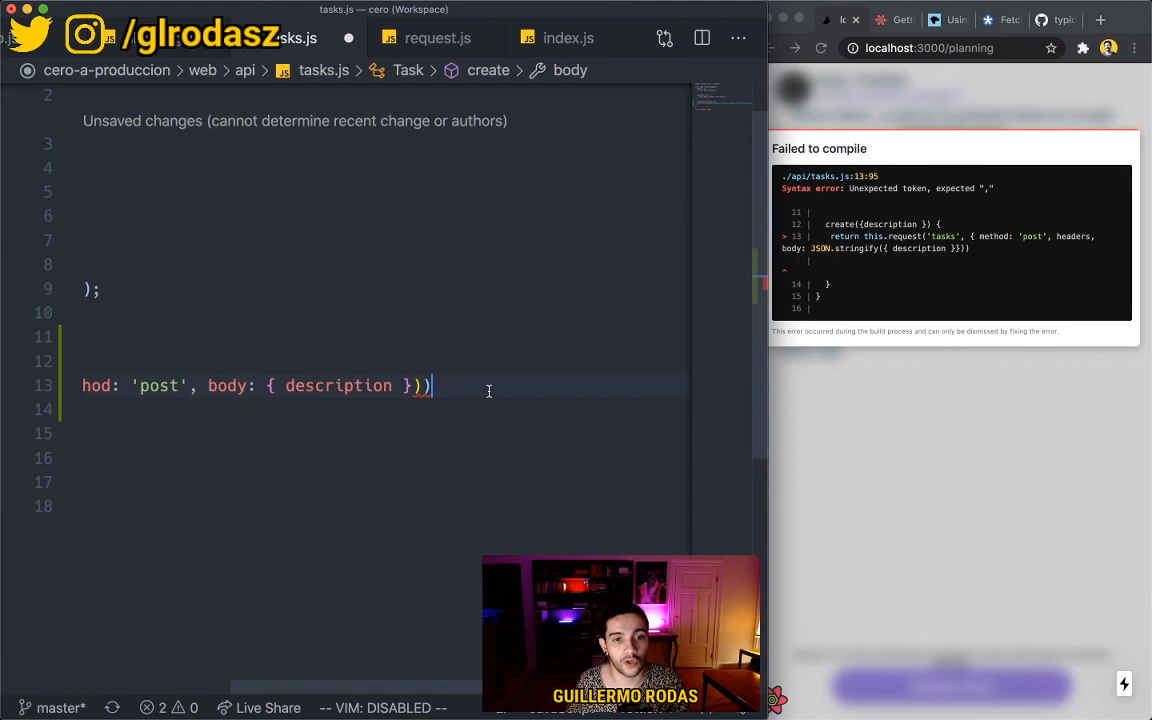 tasks.js — cero (Workspace)
/glrodasz
sks.js
request.js
index.js
cero-a-produccion > web > api > tasks.js > Task > create > body
2
Unsaved changes (cannot determine recent change or authors)
3
4
5
6
7
8
9 );
10
11
12
13 hod: 'post', body: { description }))
14
15
16
17
18
master*
2 0
Live Share
-- VIM: DISABLED --
GUILLERMO RODAS
Gett
Usin
Fetc
typic
localhost:3000/planning
Failed to compile
./api/tasks.js:13:95
Syntax error: Unexpected token, expected ","
11 |
12 | create({description }) {
> 13 | return this.request('tasks', { method: 'post', headers,
body: JSON.stringify({ description }}))
|
^
14 | }
15 | }
16 |
This error occurred during the build process and can only be dismissed by fixing the error.